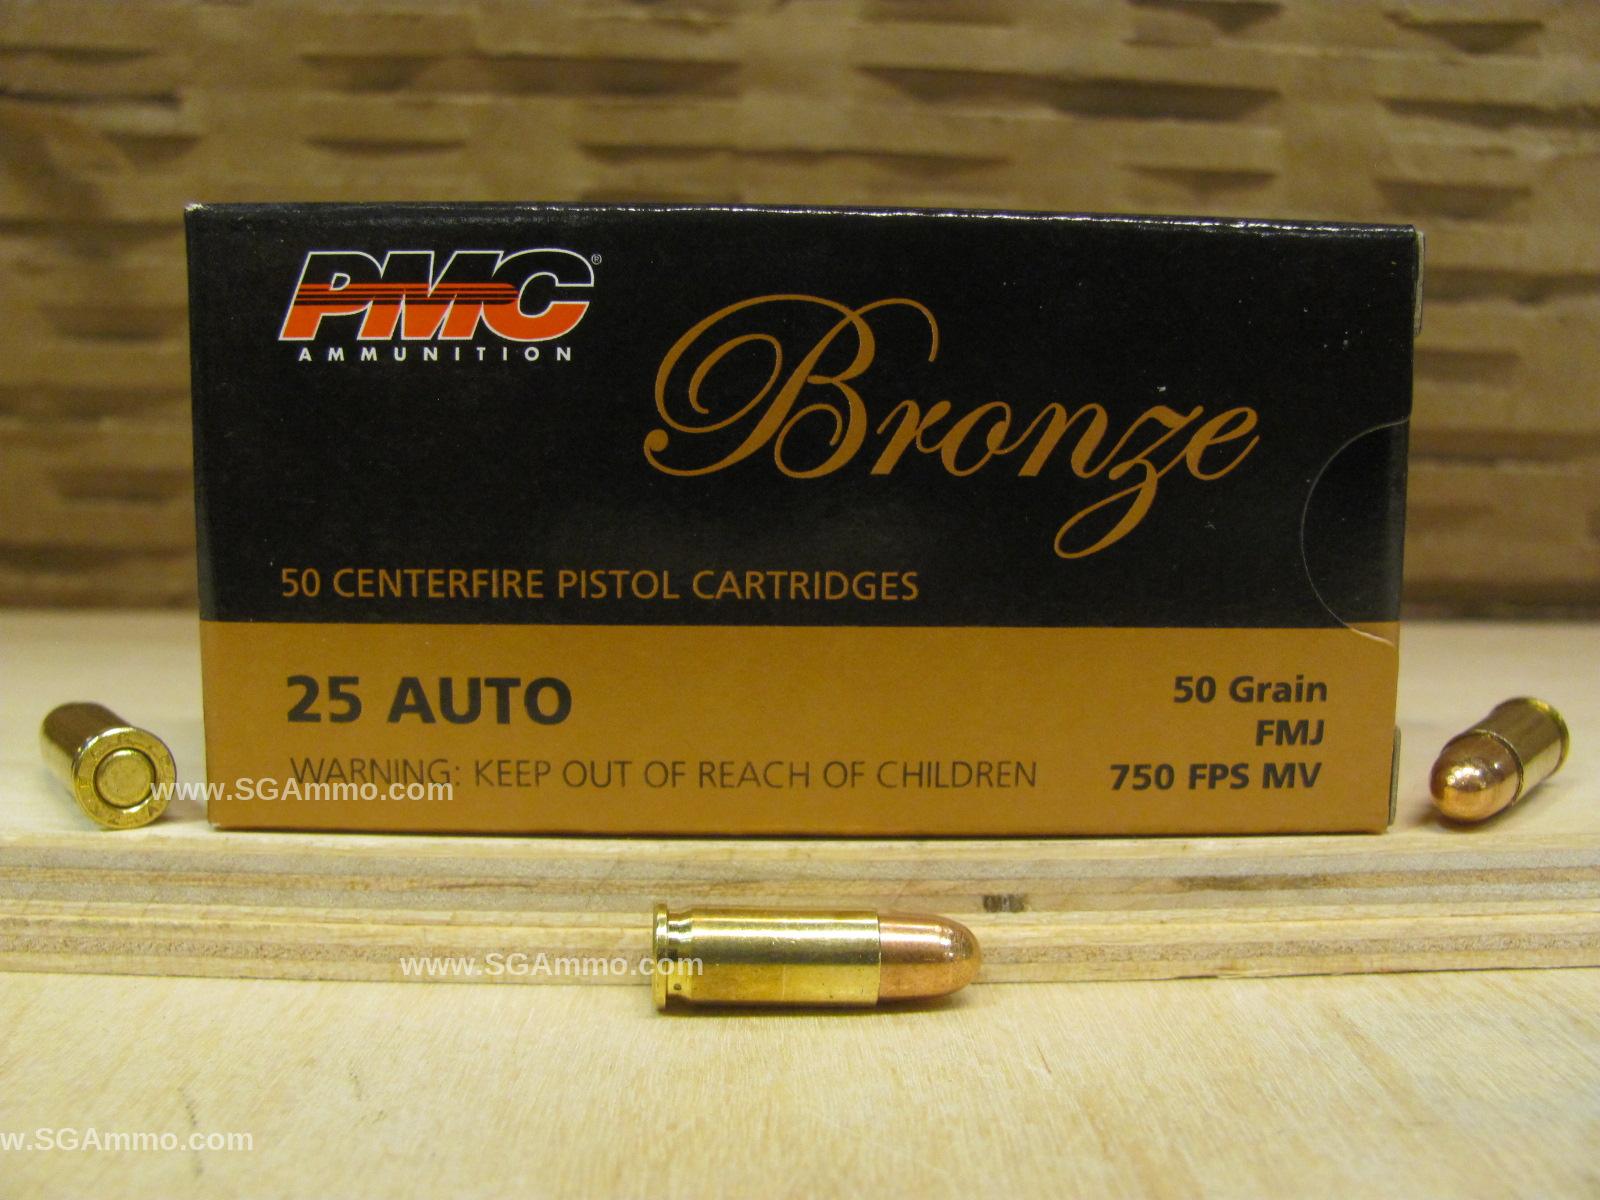 PMC®
AMMUNITION
Bronze
50 CENTERFIRE PISTOL CARTRIDGES
25 AUTO
50 Grain
FMJ
750 FPS MV
WARNING: KEEP OUT OF REACH OF CHILDREN
www.SGAmmo.com
www.SGAmmo.com
w.SGAmmo.com